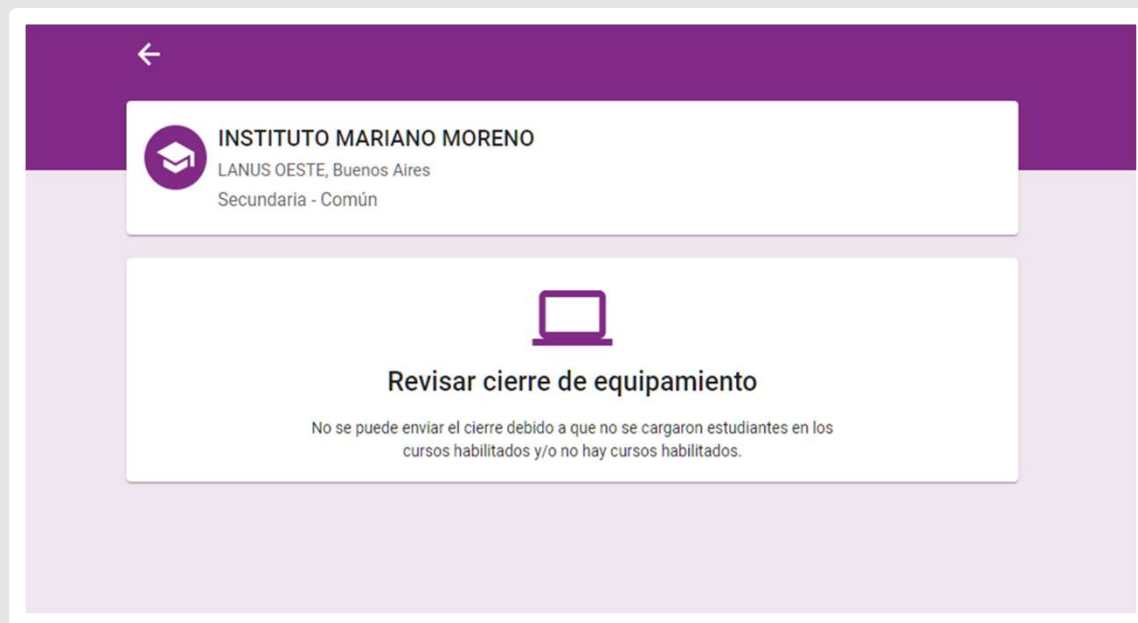 INSTITUTO MARIANO MORENO
LANUS OESTE, Buenos Aires
Secundaria - Común
Revisar cierre de equipamiento
No se puede enviar el cierre debido a que no se cargaron estudiantes en los
cursos habilitados y/o no hay cursos habilitados.